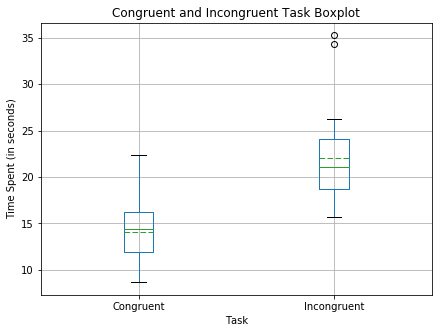 Congruent and Incongruent Task Boxplot
35
30
25
20
15
10
Time Spent (in seconds)
Congruent
Incongruent
Task